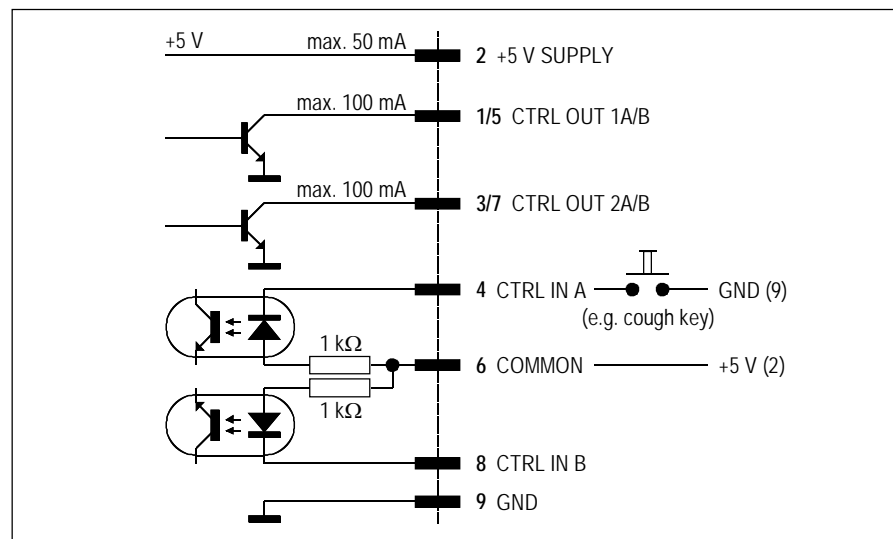 +5 V max. 50 mA 2 +5 V SUPPLY
max. 100 mA 1/5 CTRL OUT 1A/B
max. 100 mA 3/7 CTRL OUT 2A/B
4 CTRL IN A GND (9)
(e.g. cough key)
1 kΩ
6 COMMON +5 V (2)
1 kΩ
8 CTRL IN B
9 GND